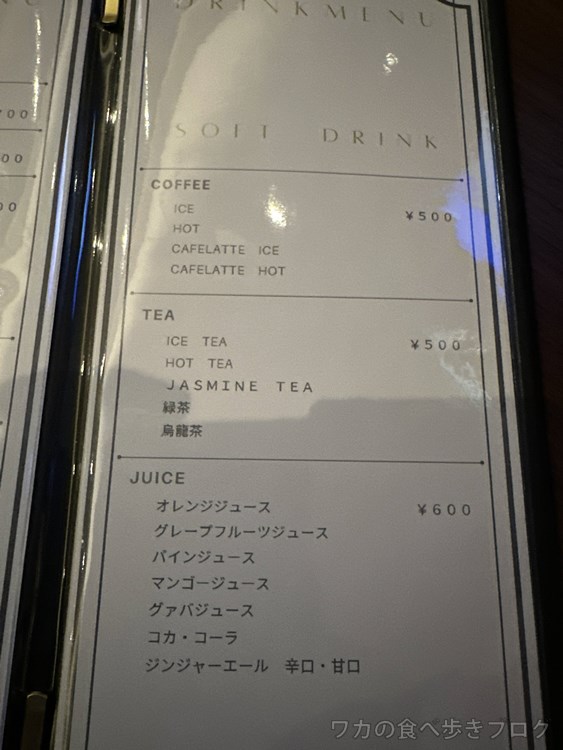 DRINKMENU
SOFT DRINK
COFFEE
ICE
¥500
HOT
CAFELATTE ICE
CAFELATTE HOT
TEA
ICE TEA
¥500
HOT TEA
JASMINE TEA
緑茶
烏龍茶
JUICE
オレンジジュース
¥600
グレープフルーツジュース
パインジュース
マンゴージュース
グァバジュース
コカ・コーラ
ジンジャーエール 辛口・甘口
ワカの食べ歩きブログ